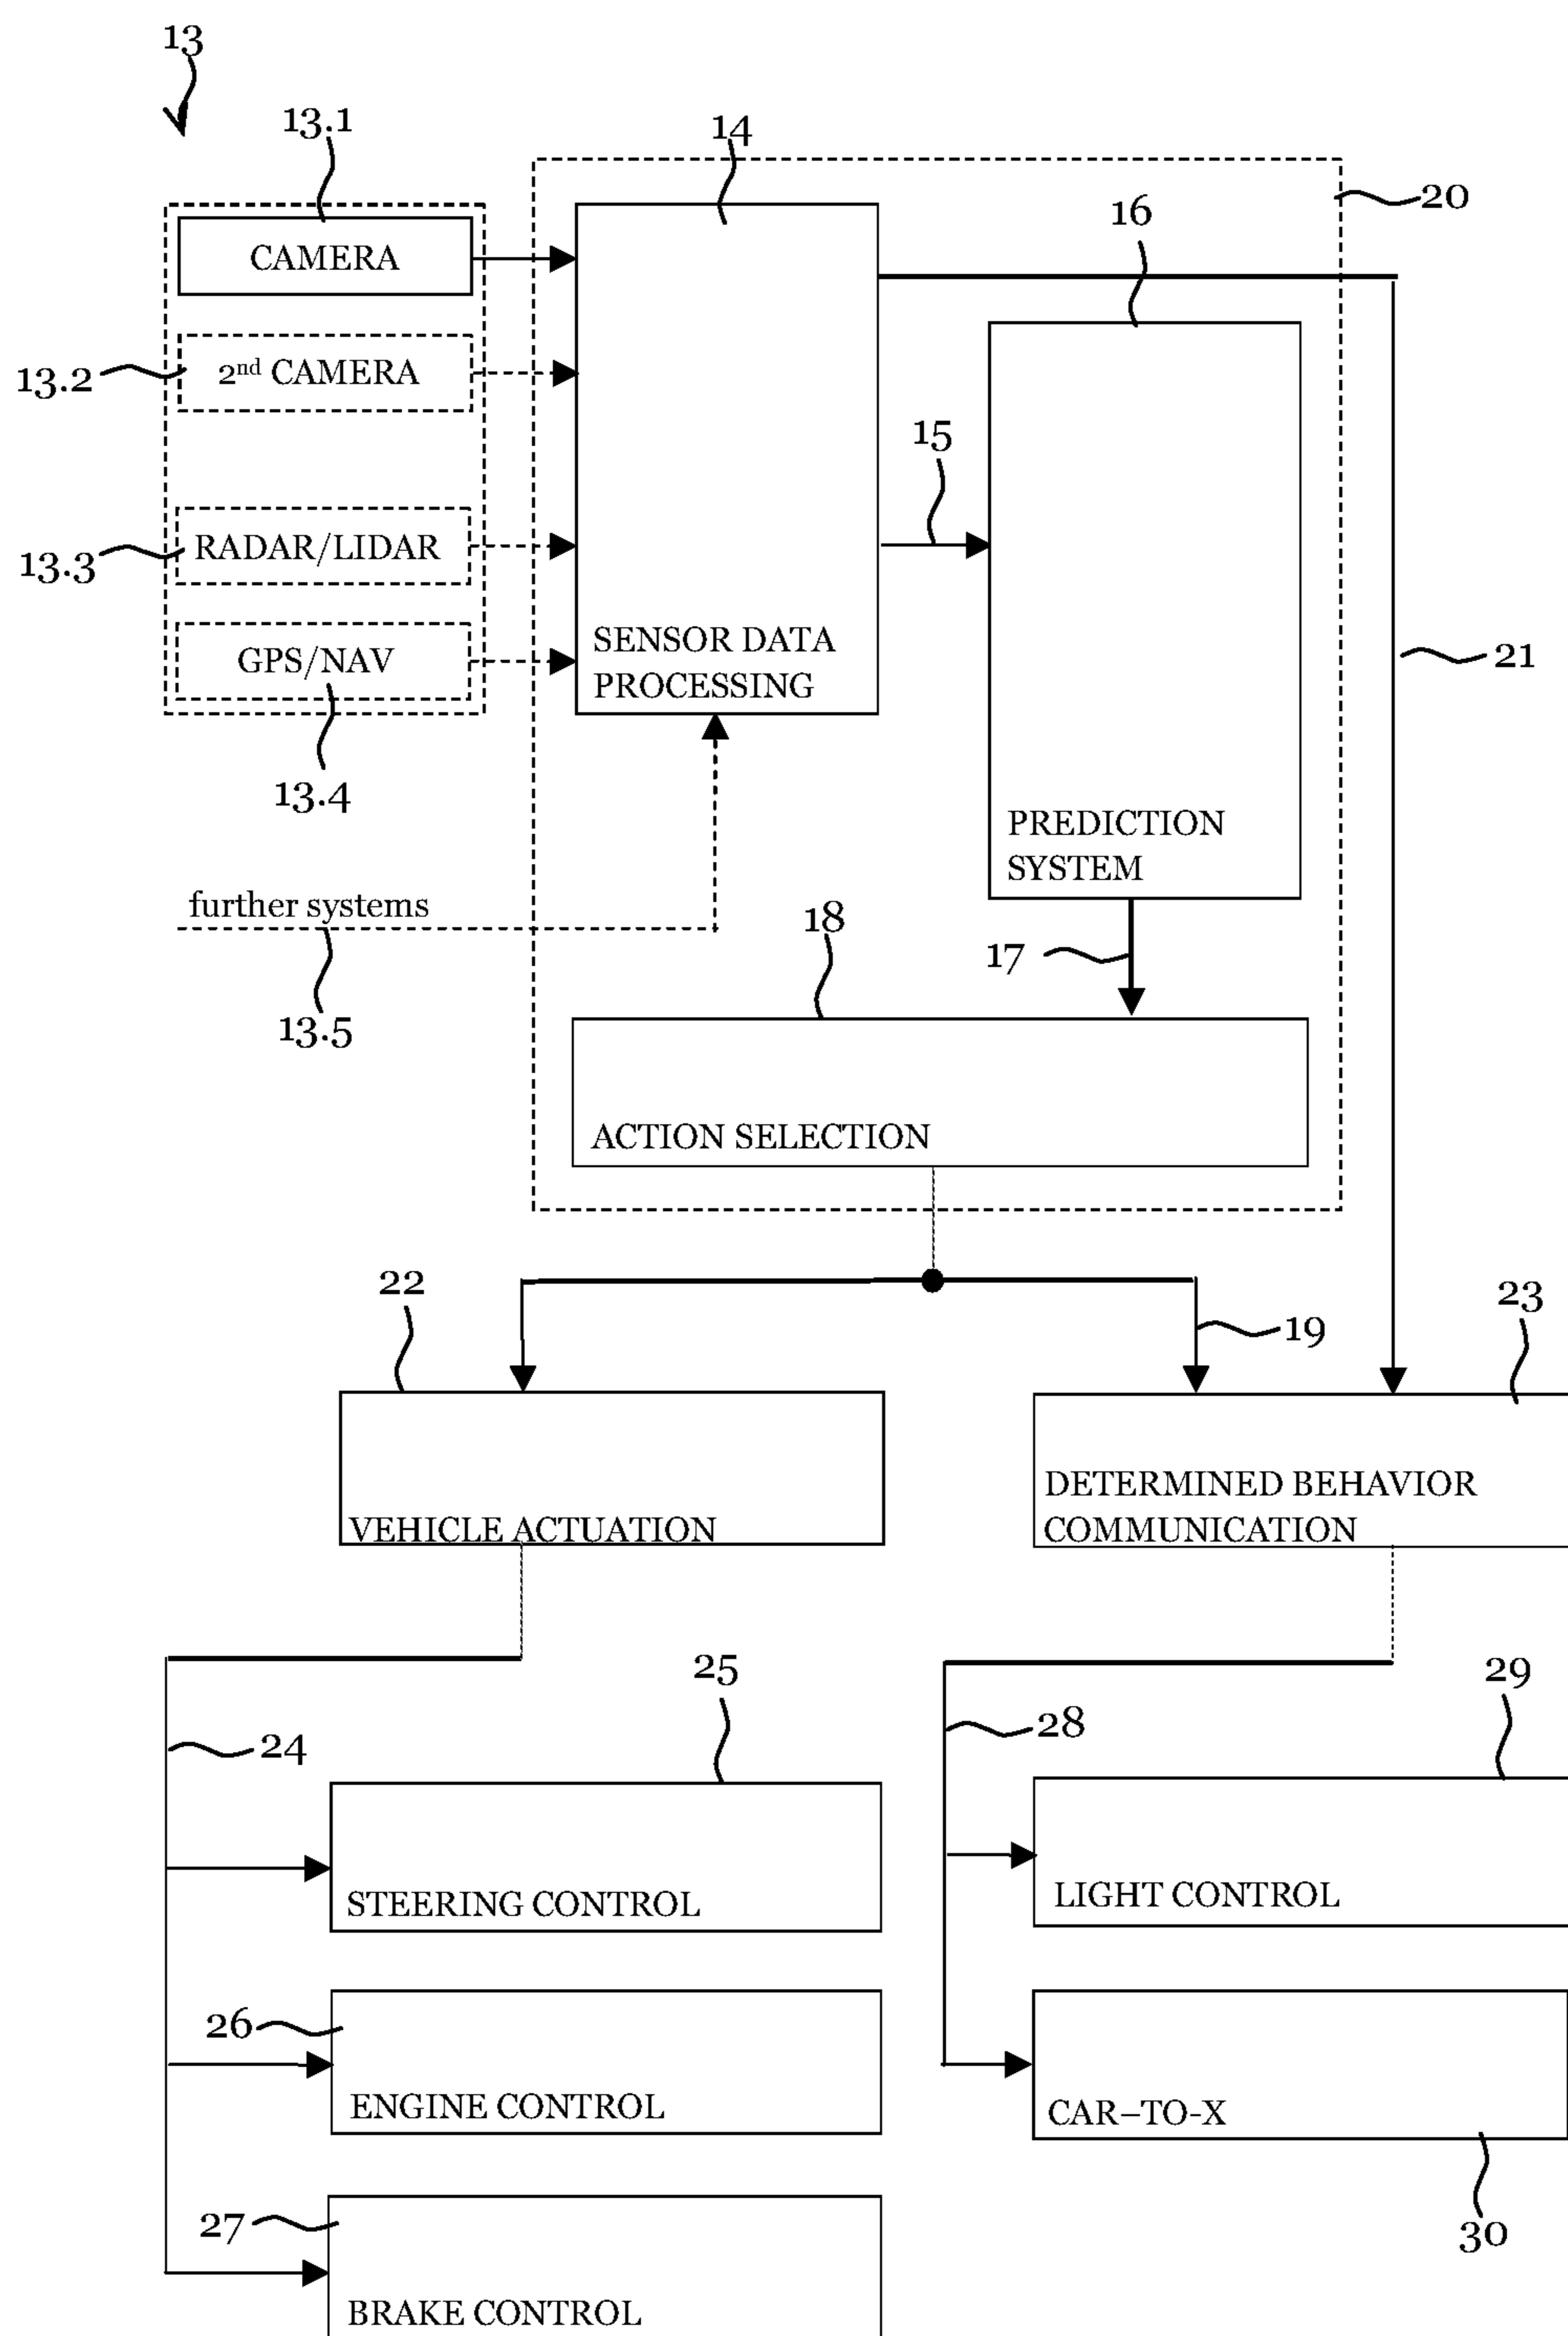 13
13.1
14
20
16
CAMERA
13.2
2nd CAMERA
15
13.3
RADAR/LIDAR
SENSOR DATA
PROCESSING
GPS/NAV
21
13.4
PREDICTION
SYSTEM
further systems
18
17
13.5
ACTION SELECTION
22
23
19
VEHICLE ACTUATION
DETERMINED BEHAVIOR
COMMUNICATION
25
29
24
28
STEERING CONTROL
LIGHT CONTROL
26
ENGINE CONTROL
CAR–TO-X
27
30
BRAKE CONTROL